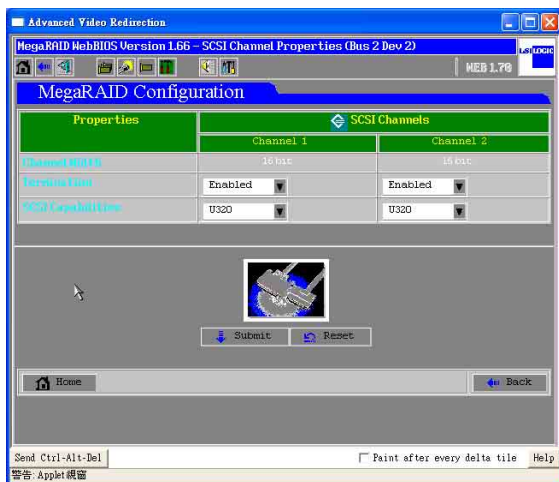 Advanced Video Redirection
MegaRAID WebBIOS Version 1.66 - SCSI Channel Properties (Bus 2 Dev 2)
LSI LOGIC
WEB 1.70
MegaRAID Configuration
Properties
SCSI Channels
Channel 1
Channel 2
Channel Width
16 bit
16 bit
Termination
Enabled
Enabled
SCSI Capabilities
U320
U320
Submit
Reset
Home
Back
Send Ctrl-Alt-Del
Paint after every delta tile
Help
警告: Applet 視窗